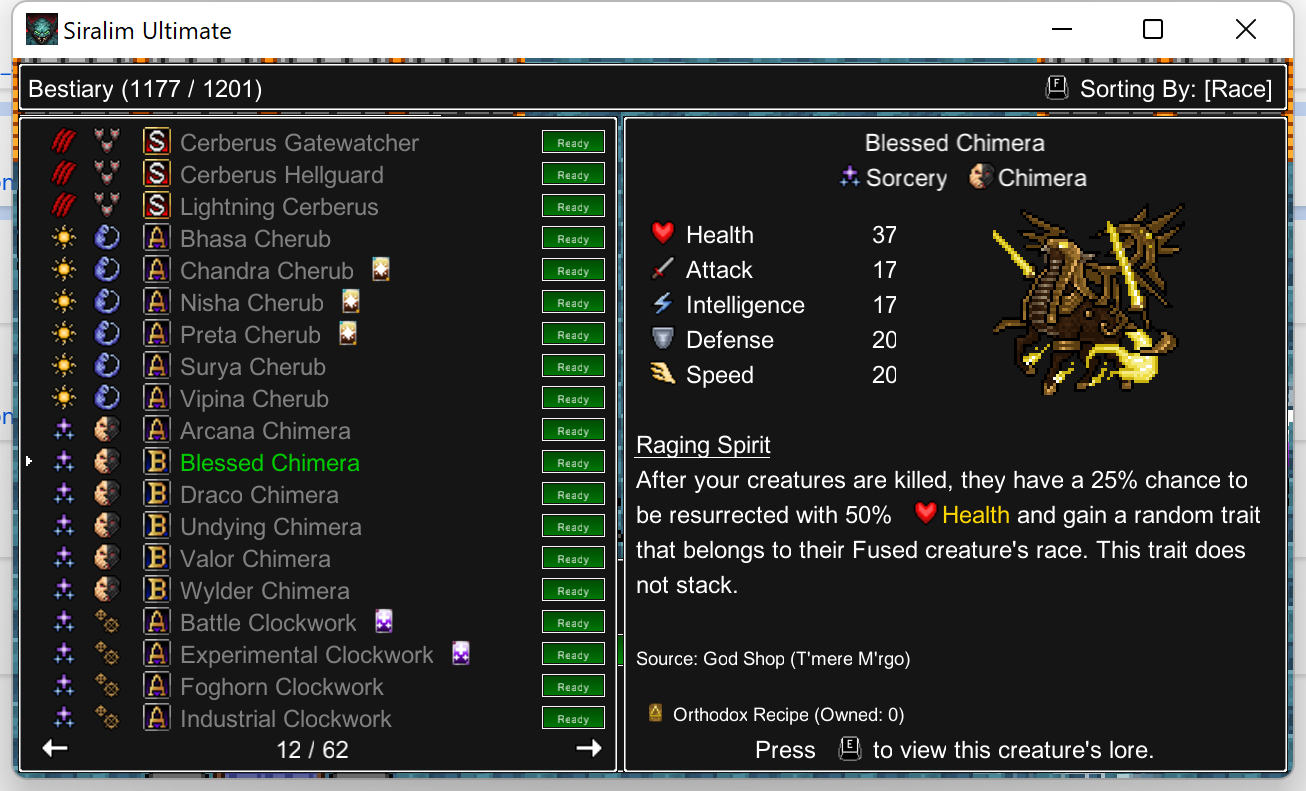 Siralim Ultimate
Bestiary (1177 / 1201)
F Sorting By: [Race]
S Cerberus Gatewatcher Ready
S Cerberus Hellguard Ready
S Lightning Cerberus Ready
A Bhasa Cherub Ready
A Chandra Cherub Ready
A Nisha Cherub Ready
A Preta Cherub Ready
A Surya Cherub Ready
A Vipina Cherub Ready
A Arcana Chimera Ready
B Blessed Chimera Ready
B Draco Chimera Ready
B Undying Chimera Ready
B Valor Chimera Ready
B Wylder Chimera Ready
A Battle Clockwork Ready
A Experimental Clockwork Ready
A Foghorn Clockwork Ready
A Industrial Clockwork Ready
12 / 62
Blessed Chimera
Sorcery Chimera
Health 37
Attack 17
Intelligence 17
Defense 20
Speed 20
Raging Spirit
After your creatures are killed, they have a 25% chance to
be resurrected with 50% Health and gain a random trait
that belongs to their Fused creature's race. This trait does
not stack.
Source: God Shop (T'mere M'rgo)
Orthodox Recipe (Owned: 0)
Press E to view this creature's lore.